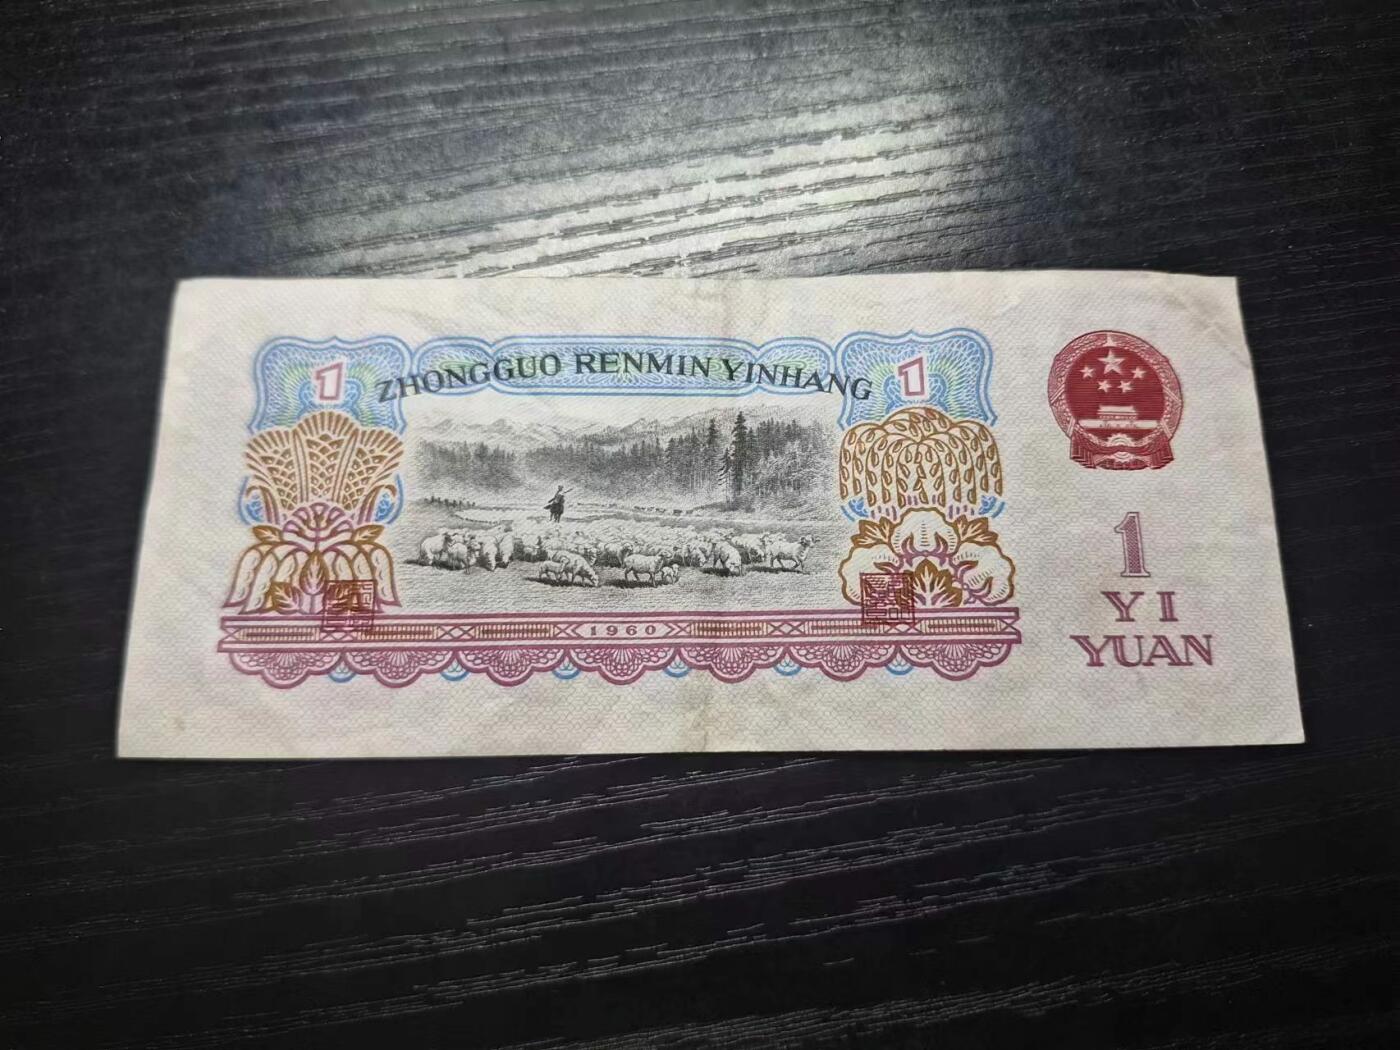 1
ZHONGGUO RENMIN YINHANG
1
1960
1
YI
YUAN